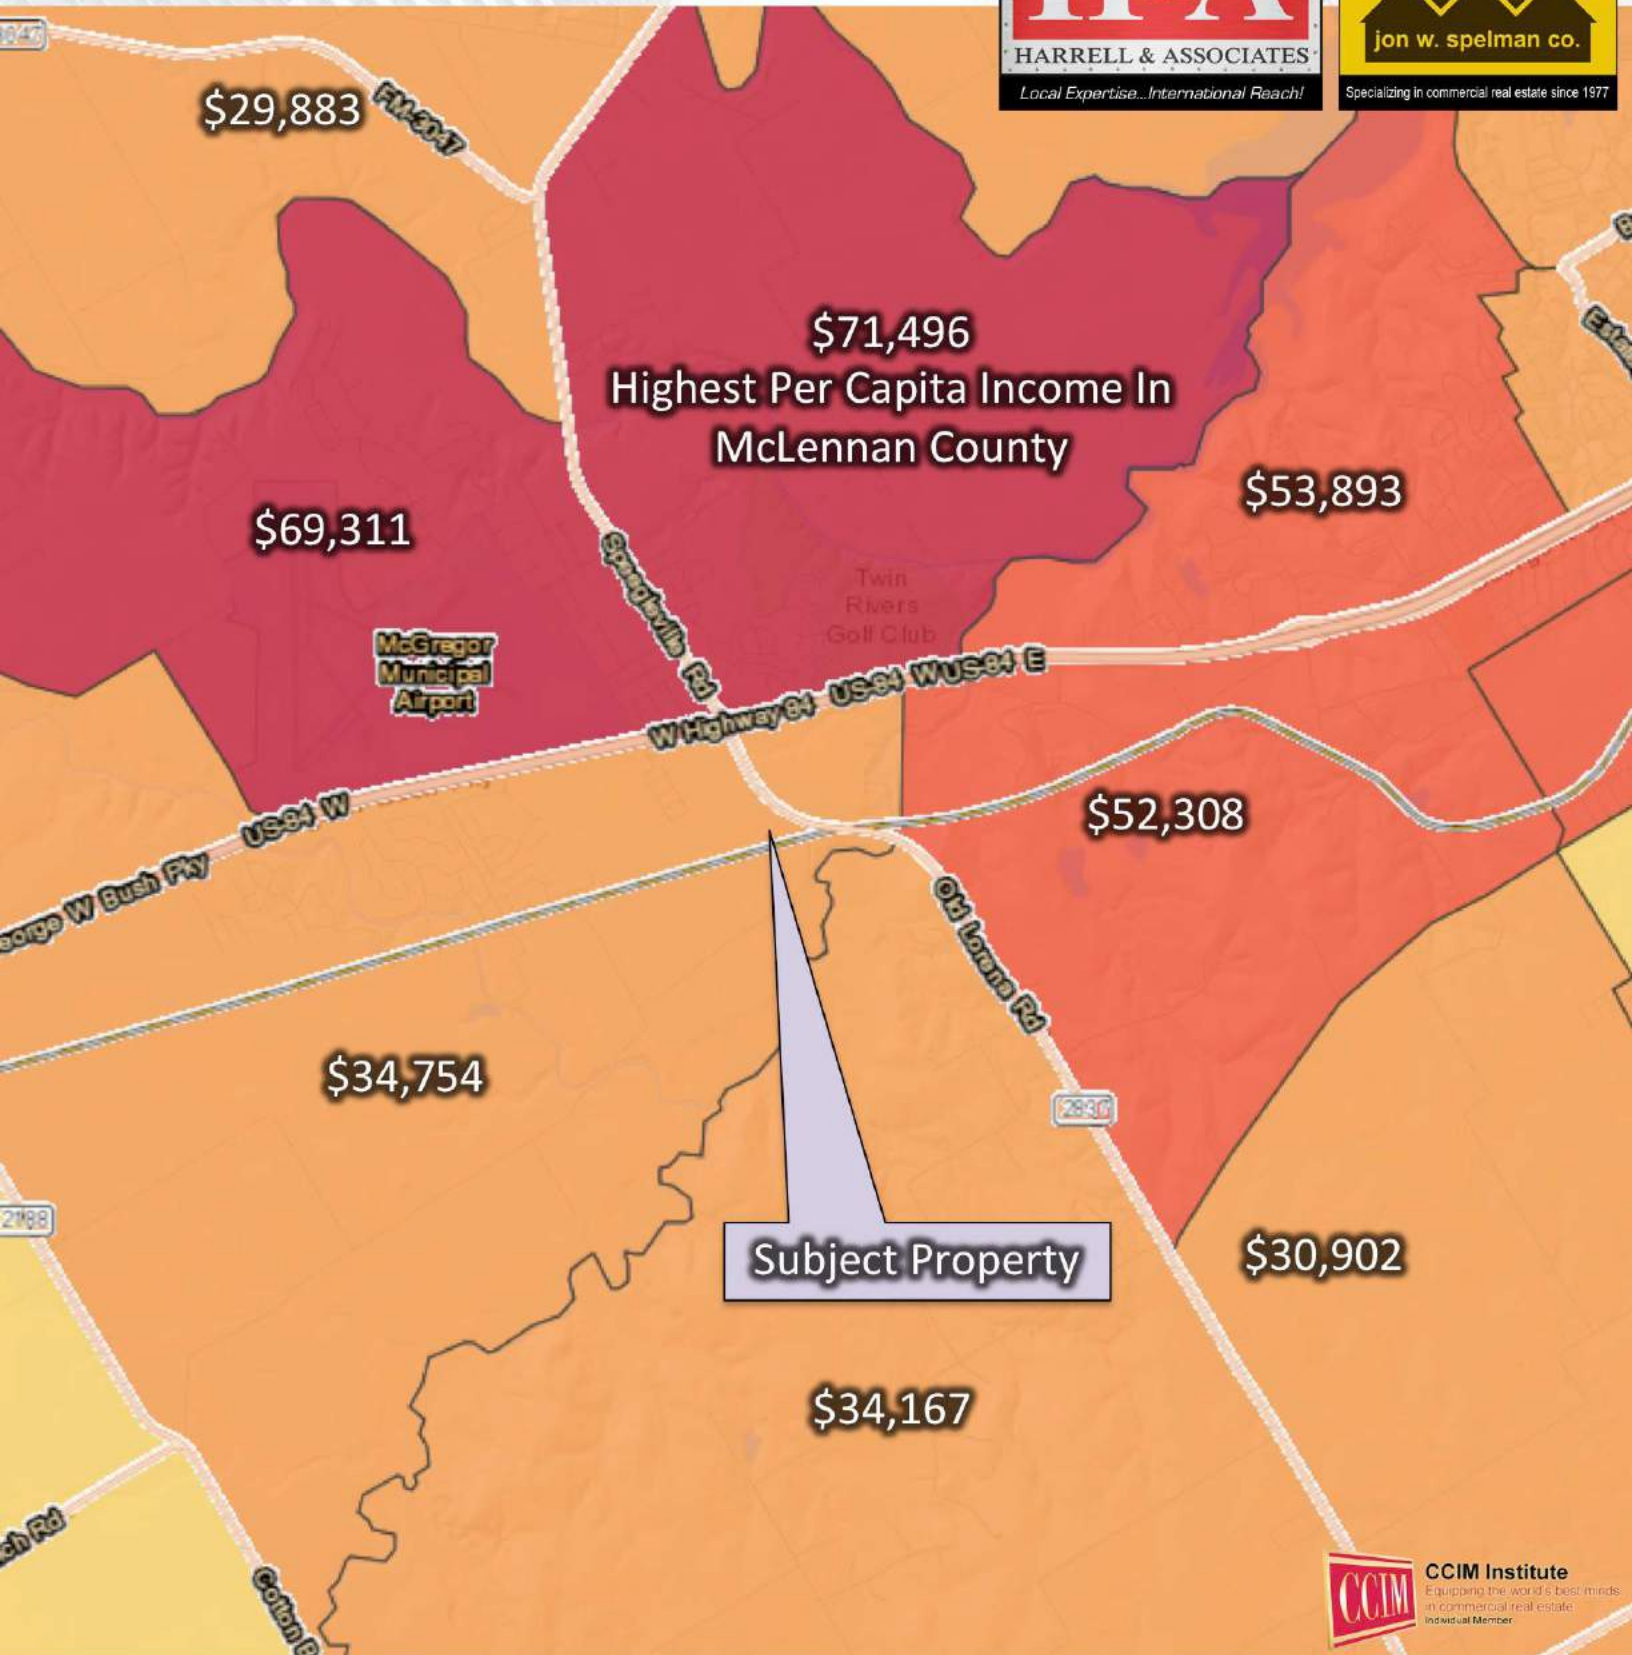 HARRELL & ASSOCIATES
Local Expertise...International Reach!
jon w. spelman co.
Specializing in commercial real estate since 1977
$29,883
FM-3047
$71,496
Highest Per Capita Income In
McLennan County
$53,893
$69,311
Speegleville Rd
Twin
Rivers
Golf Club
McGregor
Municipal
Airport
W Highway 84
US-84 W
US-84 E
US-84 W
W Bush Pky
$52,308
Old Lorena Rd
$34,754
2188
Subject Property
$30,902
$34,167
Rd
Cotton
CCIM
CCIM Institute
Equipping the world's best minds
in commercial real estate
Individual Member